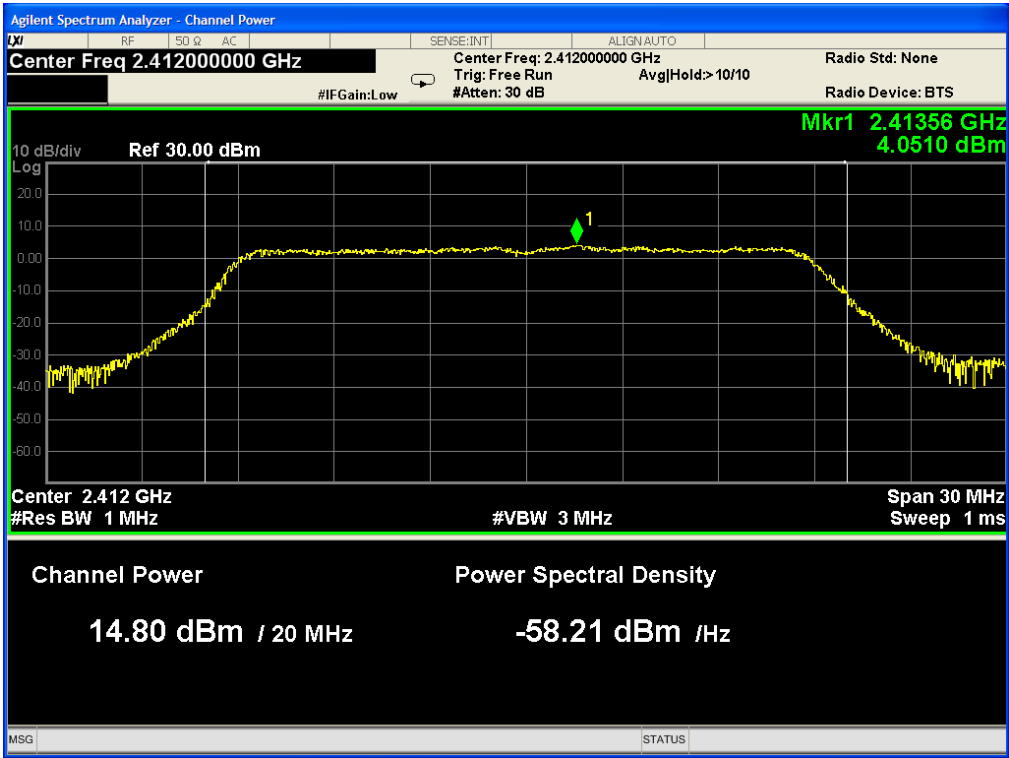 Agilent Spectrum Analyzer - Channel Power
LXI RF 50 Ω AC SENSE:INT ALIGN AUTO
Center Freq 2.412000000 GHz
Center Freq: 2.412000000 GHz
Radio Std: None
Trig: Free Run Avg|Hold:> 10/10
#IFGain:Low
#Atten: 30 dB
Radio Device: BTS
Mkr1 2.41356 GHz
4.0510 dBm
10 dB/div Ref 30.00 dBm
Log
20.0
10.0
0.00
-10.0
-20.0
-30.0
-40.0
-50.0
-60.0
1
Center 2.412 GHz Span 30 MHz
#Res BW 1 MHz #VBW 3 MHz Sweep 1 ms
Channel Power Power Spectral Density
14.80 dBm / 20 MHz -58.21 dBm /Hz
MSG STATUS